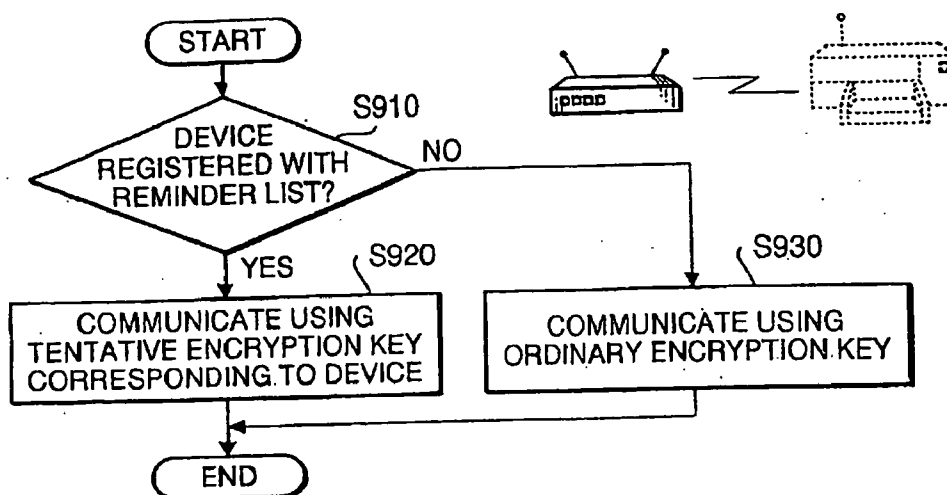 START
S910
DEVICE
REGISTERED WITH
REMINDER LIST?
NO
YES
S920
COMMUNICATE USING
TENTATIVE ENCRYPTION KEY
CORRESPONDING TO DEVICE
S930
COMMUNICATE USING
ORDINARY ENCRYPTION KEY
END